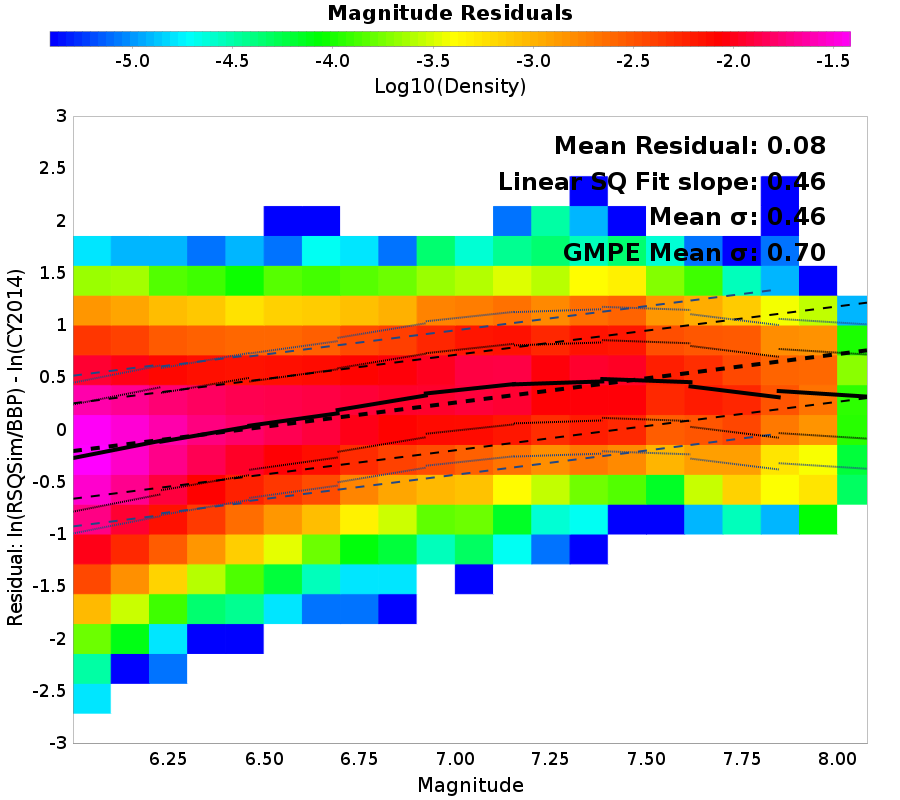 Magnitude Residuals
-5.0 -4.5 -4.0 -3.5 -3.0 -2.5 -2.0 -1.5
Log10(Density)
Mean Residual: 0.08
Linear SQ Fit slope: 0.46
Mean σ: 0.46
GMPE Mean σ: 0.70
Residual: ln(RSQSim/BBP) - ln(CY2014)
3
2.5
2
1.5
1
0.5
0
-0.5
-1
-1.5
-2
-2.5
-3
6.25 6.50 6.75 7.00 7.25 7.50 7.75 8.00
Magnitude